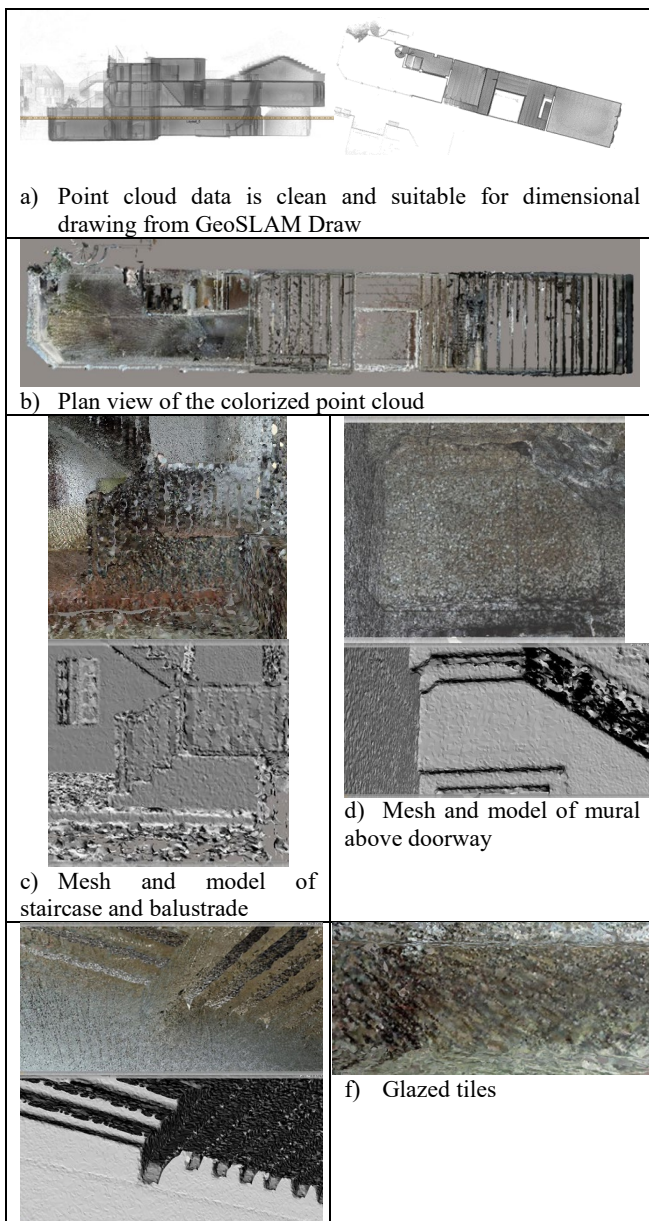 a) Point cloud data is clean and suitable for dimensional
drawing from GeoSLAM Draw
b) Plan view of the colorized point cloud
c) Mesh and model of
staircase and balustrade
d) Mesh and model of mural
above doorway
f) Glazed tiles